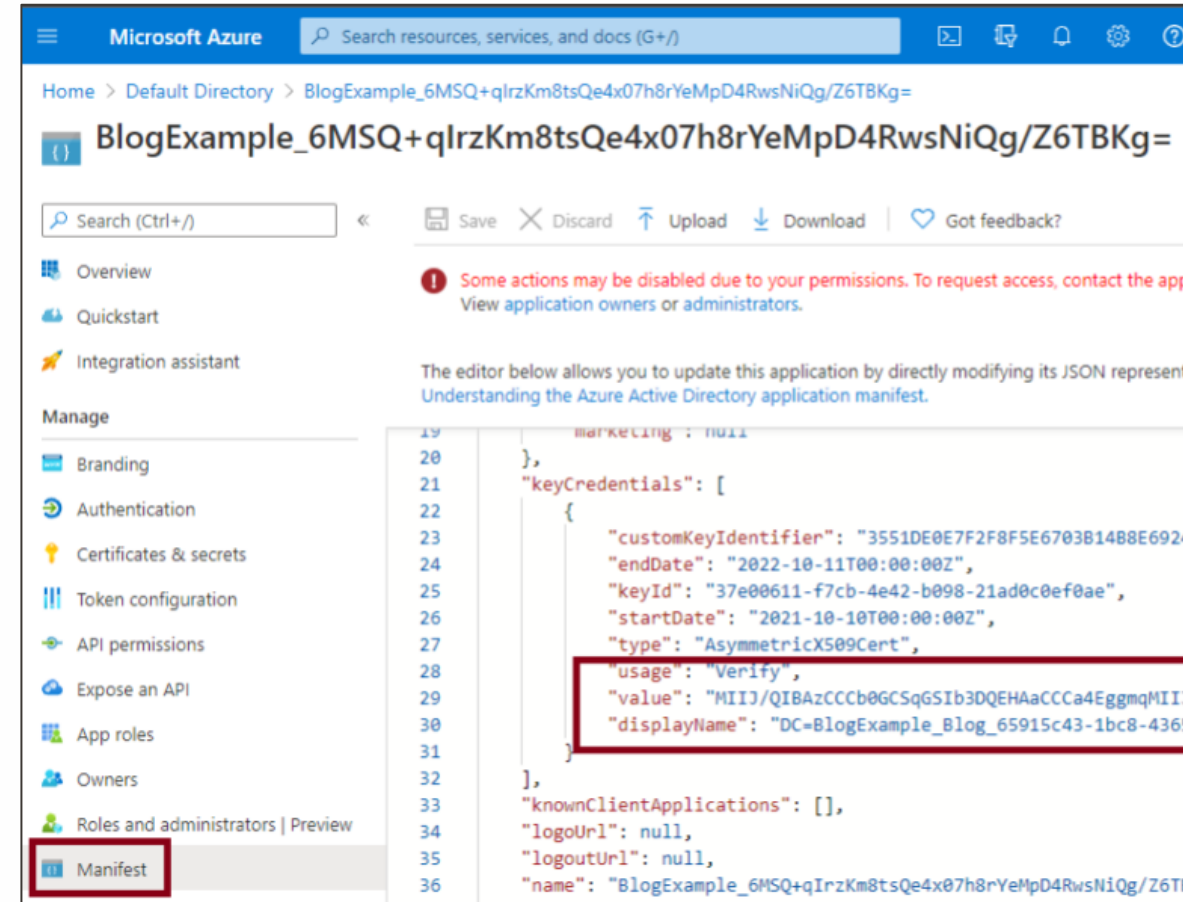 Microsoft Azure
Search resources, services, and docs (G+/)
Home > Default Directory > BlogExample_6MSQ+qIrzKm8tsQe4x07h8rYeMpD4RwsNiQg/Z6TBKg=
BlogExample_6MSQ+qIrzKm8tsQe4x07h8rYeMpD4RwsNiQg/Z6TBKg=
Search (Ctrl+/)
Save Discard Upload Download Got feedback?
Overview
Quickstart
Integration assistant
Manage
Branding
Authentication
Certificates & secrets
Token configuration
API permissions
Expose an API
App roles
Owners
Roles and administrators | Preview
Manifest
Some actions may be disabled due to your permissions. To request access, contact the app
View application owners or administrators.
The editor below allows you to update this application by directly modifying its JSON represent
Understanding the Azure Active Directory application manifest.
19 marketing : null
20 },
21 "keyCredentials": [
22 {
23 "customKeyIdentifier": "3551DE0E7F2F8F5E6703B14B8E6924
24 "endDate": "2022-10-11T00:00:00Z",
25 "keyId": "37e00611-f7cb-4e42-b098-21ad0c0ef0ae",
26 "startDate": "2021-10-10T00:00:00Z",
27 "type": "AsymmetricX509Cert",
28 "usage": "Verify",
29 "value": "MIIJ/QIBAzCCCb0GCSqGSIb3DQEHAaCCCa4EggmqMII
30 "displayName": "DC=BlogExample_Blog_65915c43-1bc8-436
31 }
32 ],
33 "knownClientApplications": [],
34 "logoUrl": null,
35 "logoutUrl": null,
36 "name": "BlogExample_6MSQ+qIrzKm8tsQe4x07h8rYeMpD4RwsNiQg/Z6T